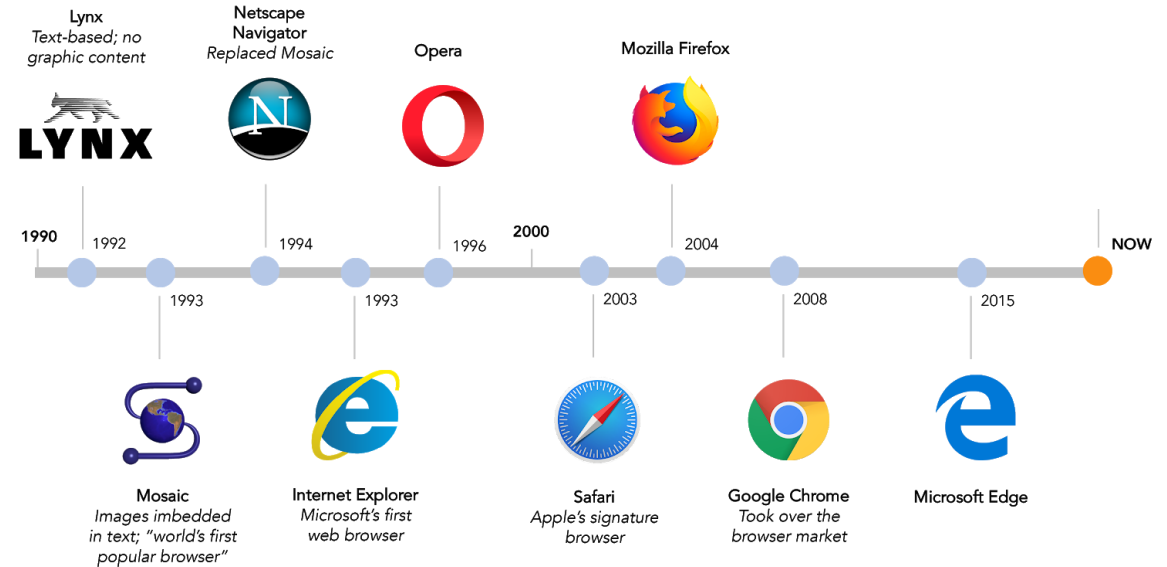 Lynx
Text-based; no
graphic content
LYNX
Netscape
Navigator
Replaced Mosaic
N
Opera
Mozilla Firefox
1990
1992
1994
1996
2000
2004
NOW
1993
1993
2003
2008
2015
Mosaic
Images imbedded
in text; “world’s first
popular browser”
Internet Explorer
Microsoft’s first
web browser
Safari
Apple’s signature
browser
Google Chrome
Took over the
browser market
Microsoft Edge